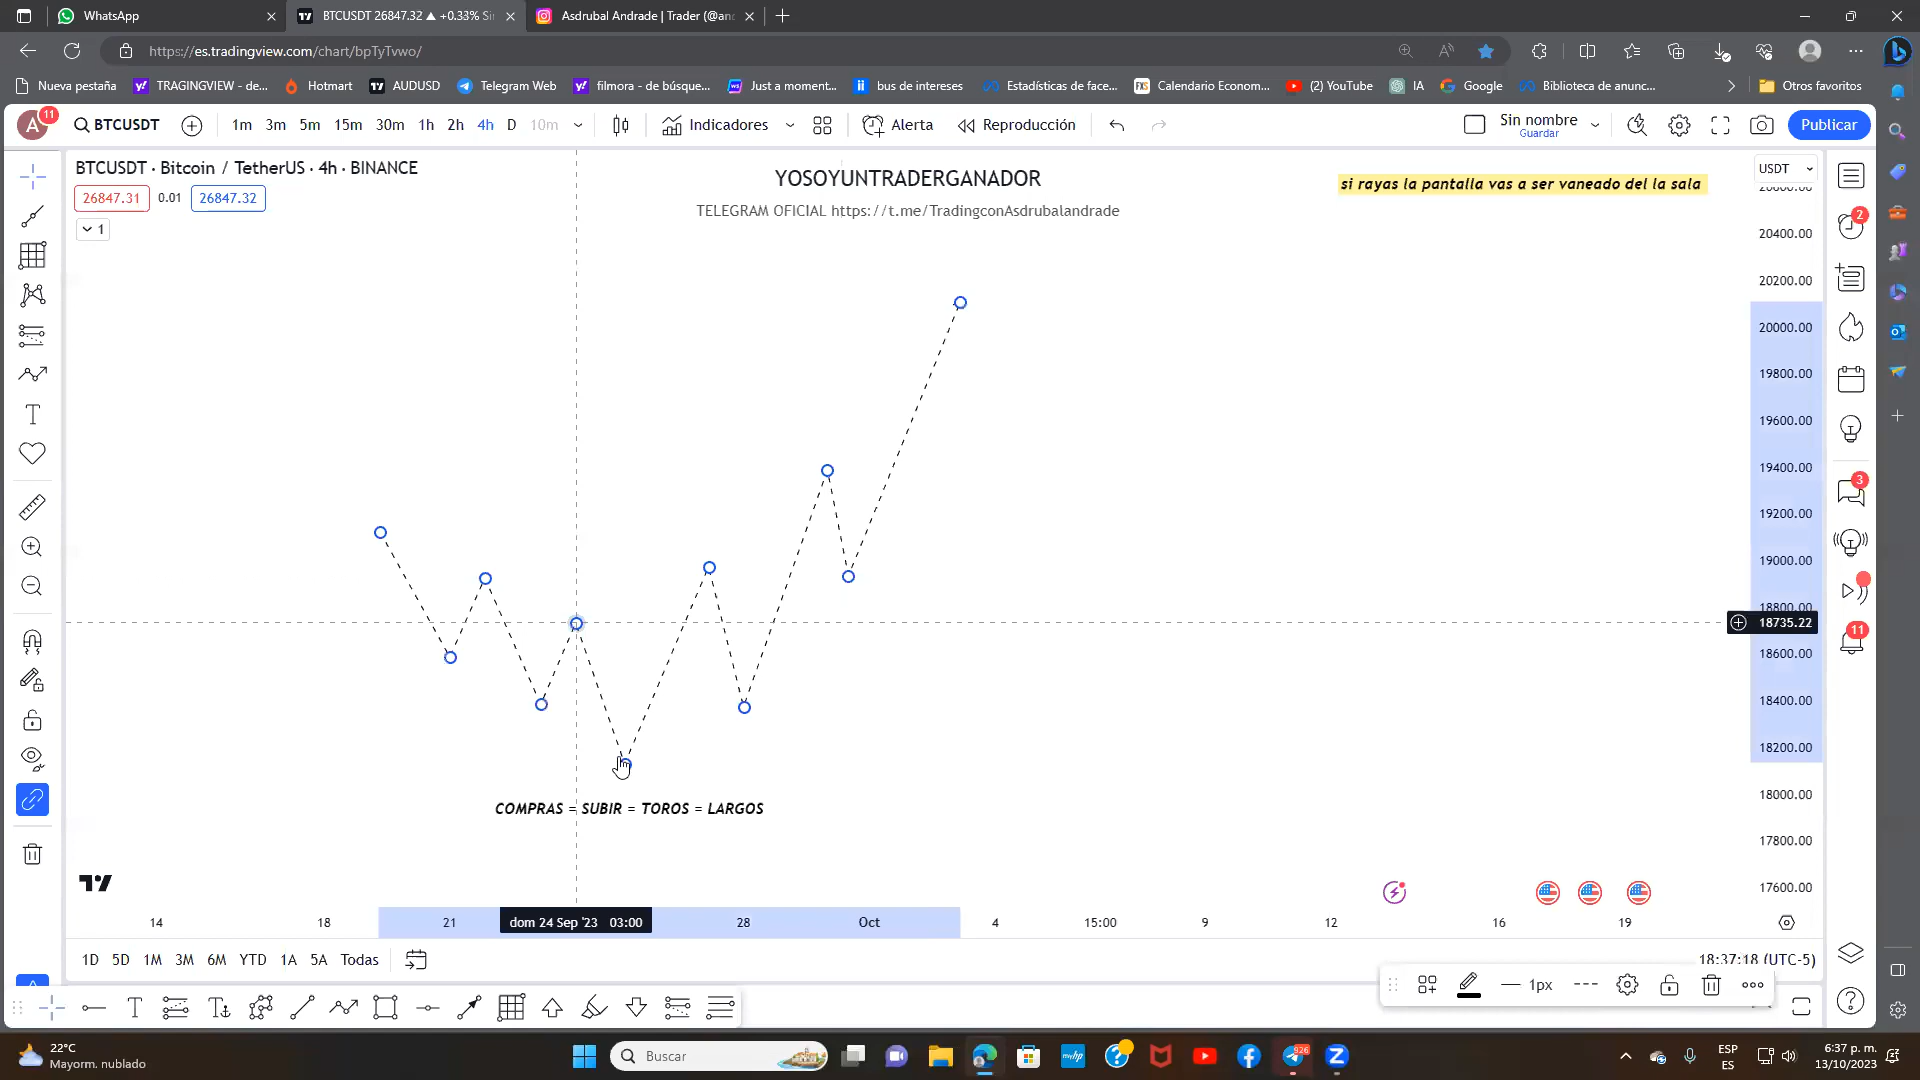 WhatsApp
BTCUSDT 26847.32 ▲ +0.33% Si
Asdrubal Andrade | Trader (@and
https://es.tradingview.com/chart/bpTyTvwo/
Nueva pestaña
TRAGINGVIEW - de...
Hotmart
AUDUSD
Telegram Web
filmora - de búsque...
Just a moment...
bus de intereses
Estadísticas de face...
Calendario Econom...
(2) YouTube
IA
Google
Biblioteca de anunc...
Otros favoritos
A 11
BTCUSDT
1m 3m 5m 15m 30m 1h 2h 4h D 10m
Indicadores
Alerta
Reproducción
Sin nombre
Guardar
Publicar
BTCUSDT · Bitcoin / TetherUS · 4h · BINANCE
26847.31 0.01 26847.32
1
YOSOYUNTRADERGANADOR
TELEGRAM OFICIAL https://t.me/TradingconAsdrubalandrade
si rayas la pantalla vas a ser vaneado del la sala
USDT
20400.00
20200.00
20000.00
19800.00
19600.00
19400.00
19200.00
19000.00
18800.00
18735.22
18600.00
18400.00
18200.00
18000.00
17800.00
17600.00
2
3
11
COMPRAS = SUBIR = TOROS = LARGOS
14 18 21 dom 24 Sep '23 03:00 28 Oct 4 15:00 9 12 16 19
1D 5D 1M 3M 6M YTD 1A 5A Todas
18:37:18 (UTC-5)
1px
22°C
Mayorm. nublado
Buscar
926
ESP
ES
6:37 p. m.
13/10/2023